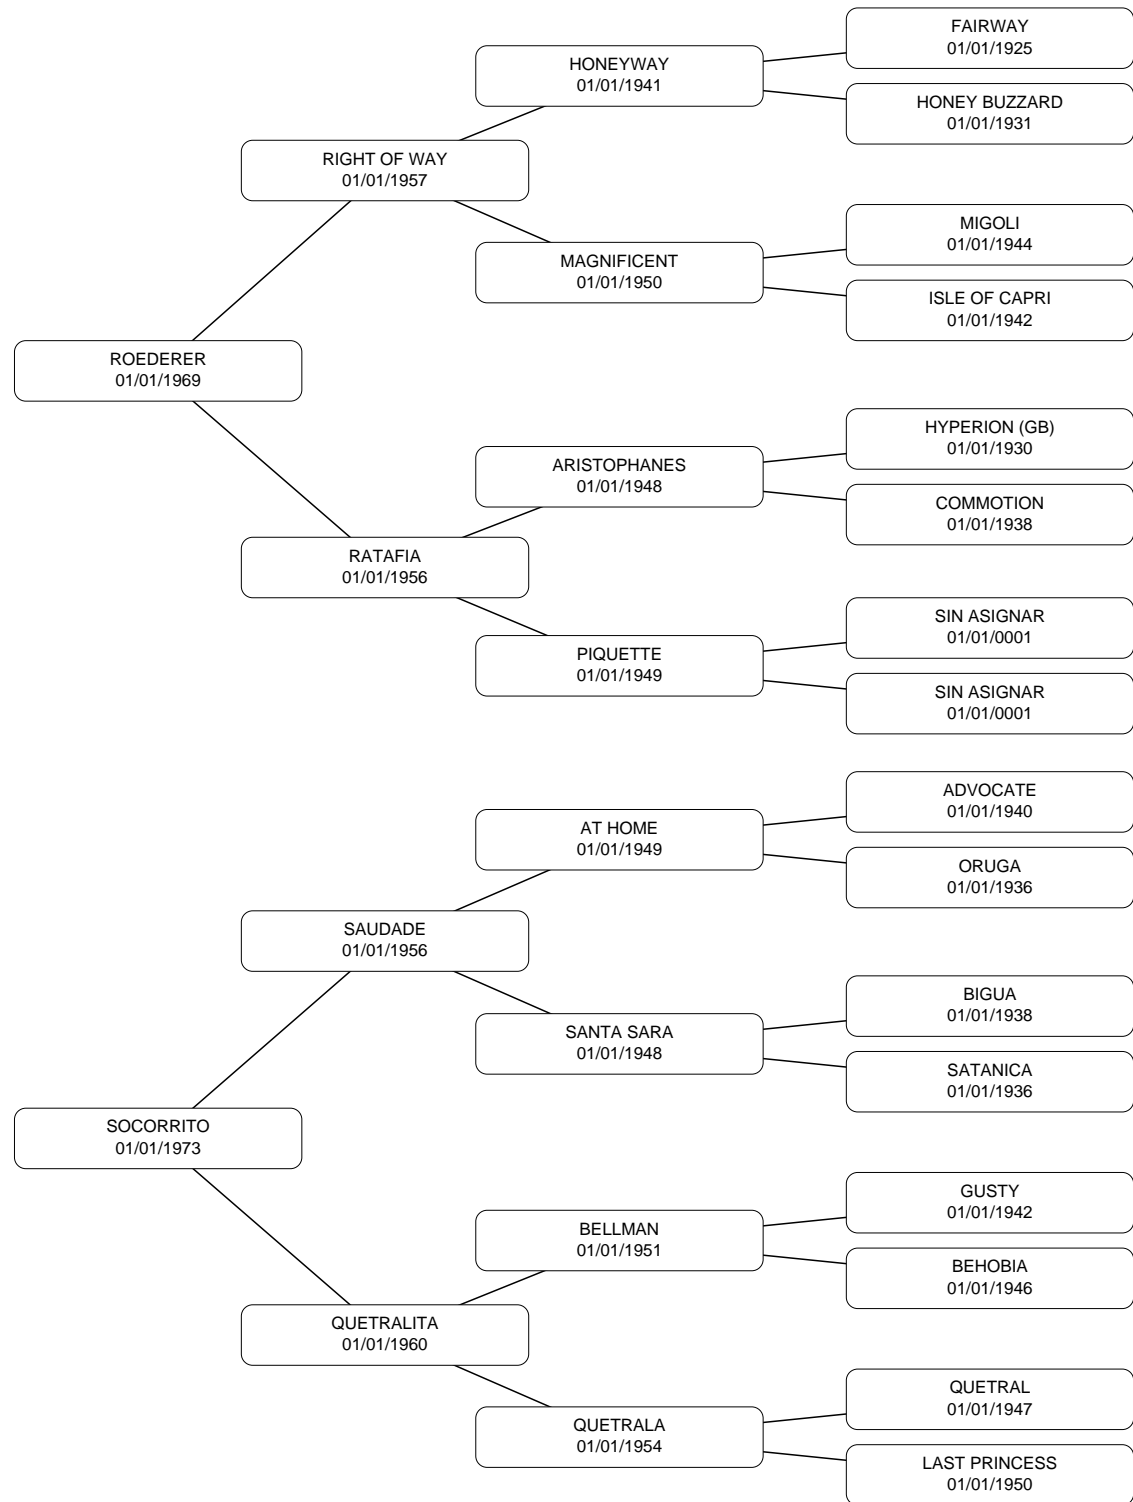 FAIRWAY
01/01/1925
HONEYWAY
01/01/1941
HONEY BUZZARD
01/01/1931
RIGHT OF WAY
01/01/1957
MIGOLI
01/01/1944
MAGNIFICENT
01/01/1950
ISLE OF CAPRI
01/01/1942
ROEDERER
01/01/1969
HYPERION (GB)
01/01/1930
ARISTOPHANES
01/01/1948
COMMOTION
01/01/1938
RATAFIA
01/01/1956
SIN ASIGNAR
01/01/0001
PIQUETTE
01/01/1949
SIN ASIGNAR
01/01/0001
ADVOCATE
01/01/1940
AT HOME
01/01/1949
ORUGA
01/01/1936
SAUDADE
01/01/1956
BIGUA
01/01/1938
SANTA SARA
01/01/1948
SATANICA
01/01/1936
SOCORRITO
01/01/1973
GUSTY
01/01/1942
BELLMAN
01/01/1951
BEHOBIA
01/01/1946
QUETRALITA
01/01/1960
QUETRAL
01/01/1947
QUETRALA
01/01/1954
LAST PRINCESS
01/01/1950